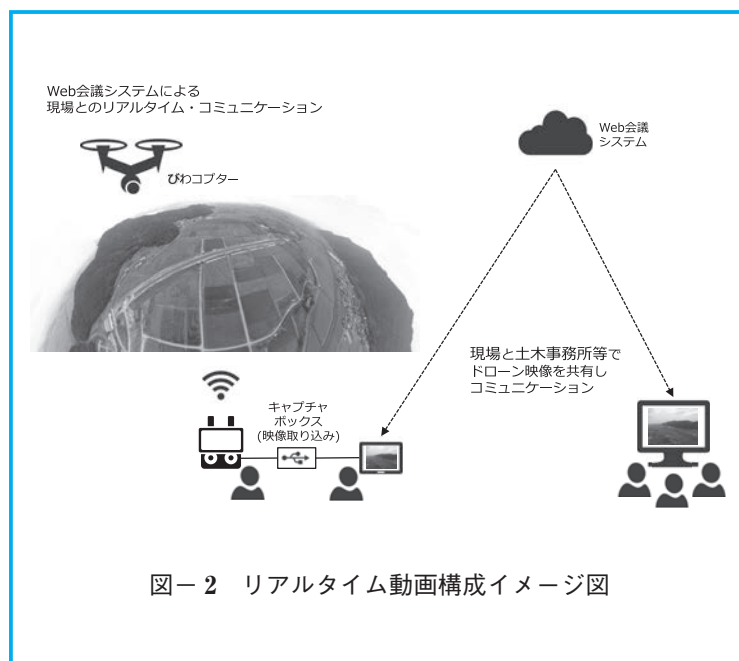 Web会議システムによる
現場とのリアルタイム・コミュニケーション
びわコプター
Web会議
システム
現場と土木事務所等で
ドローン映像を共有し
コミュニケーション
キャプチャ
ボックス
(映像取り込み)
図－2　リアルタイム動画構成イメージ図